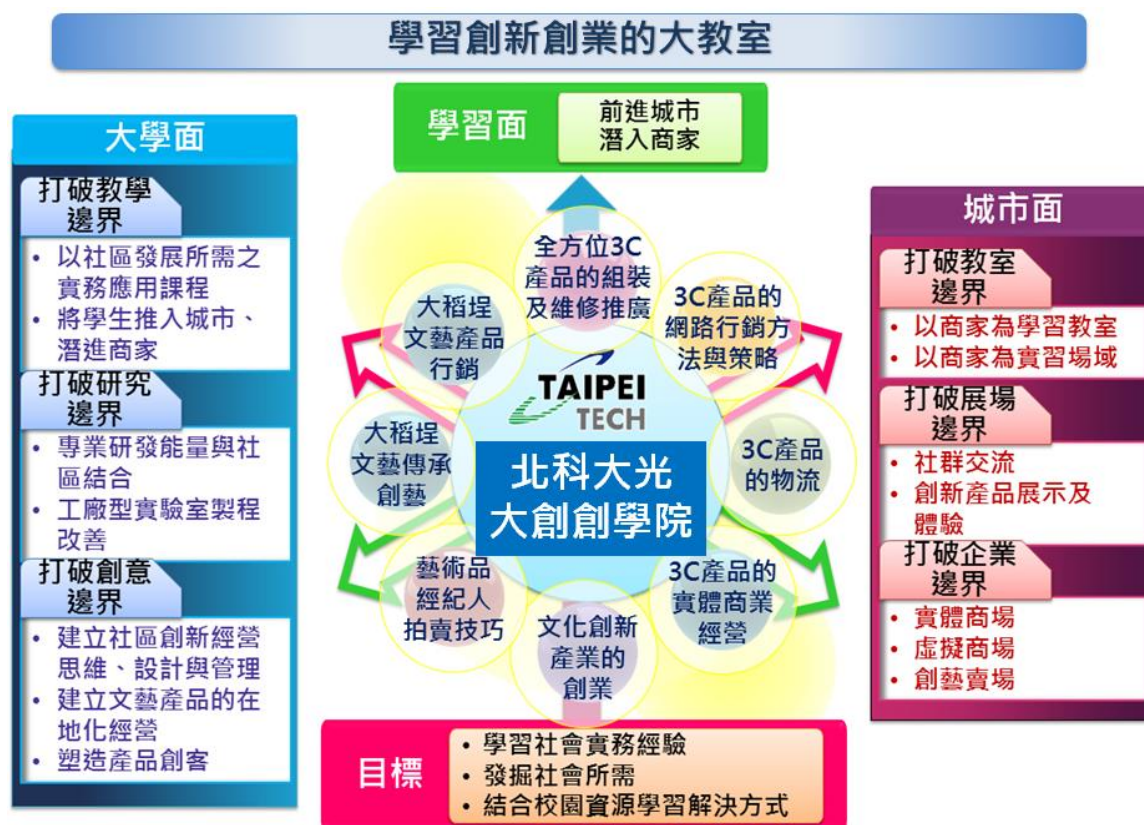 學習創新創業的大教室
學習面
前進城市
潛入商家
大學面
打破教學
邊界
• 以社區發展所需之
實務應用課程
• 將學生推入城市、
潛進商家
打破研究
邊界
• 專業研發能量與社
區結合
• 工廠型實驗室製程
改善
打破創意
邊界
• 建立社區創新經營
思維、設計與管理
• 建立文藝產品的在
地化經營
• 塑造產品創客
全方位3C
產品的組裝
及維修推廣
3C產品的
網路行銷方
法與策略
3C產品
的物流
3C產品的
實體商業
經營
文化創新
產業的
創業
藝術品
經紀人
拍賣技巧
大稻埕
文藝傳承
創藝
大稻埕
文藝產品
行銷
TAIPEI
TECH
北科大光
大創創學院
城市面
打破教室
邊界
• 以商家為學習教室
• 以商家為實習場域
打破展場
邊界
• 社群交流
• 創新產品展示及
體驗
打破企業
邊界
• 實體商場
• 虛擬商場
• 創藝賣場
目標
• 學習社會實務經驗
• 發掘社會所需
• 結合校園資源學習解決方式